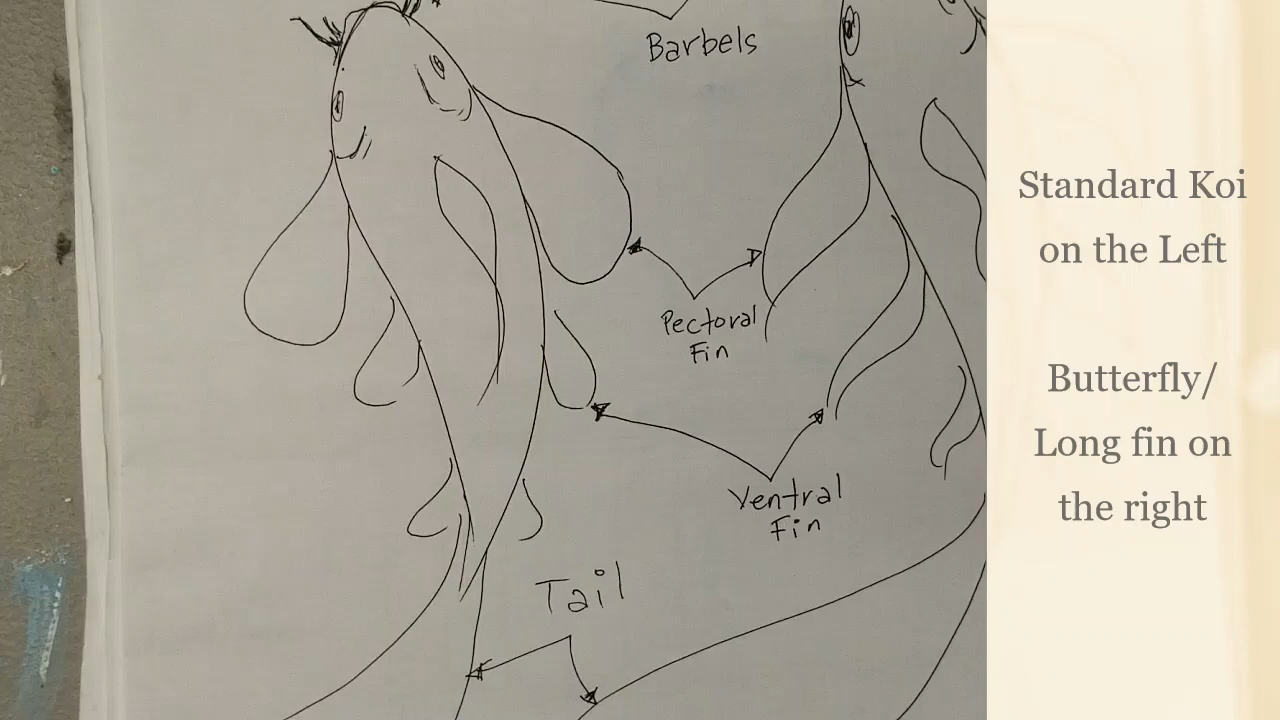 Barbels
Pectoral
Fin
Ventral
Fin
Tail
Standard Koi
on the Left
Butterfly/
Long fin on
the right